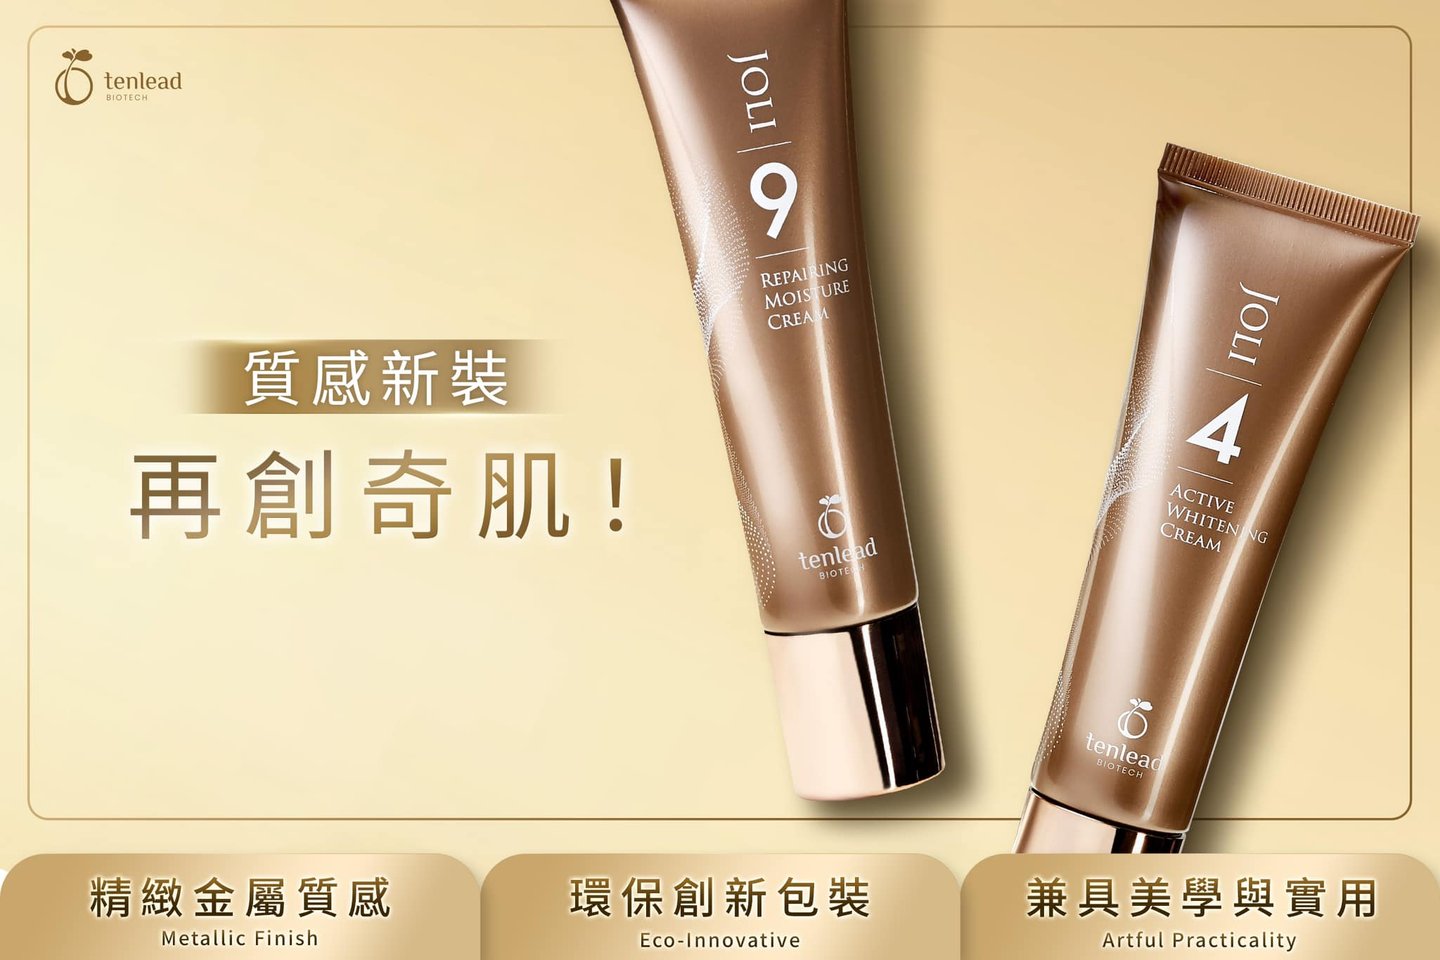 tenlead
BIOTECH
質感新裝
再創奇肌！
JOLI
9
REPAIRING
MOISTURE
CREAM
tenlead
BIOTECH
JOLI
4
ACTIVE
WHITENING
CREAM
tenlead
BIOTECH
精緻金屬質感
Metallic Finish
環保創新包裝
Eco-Innovative
兼具美學與實用
Artful Practicality